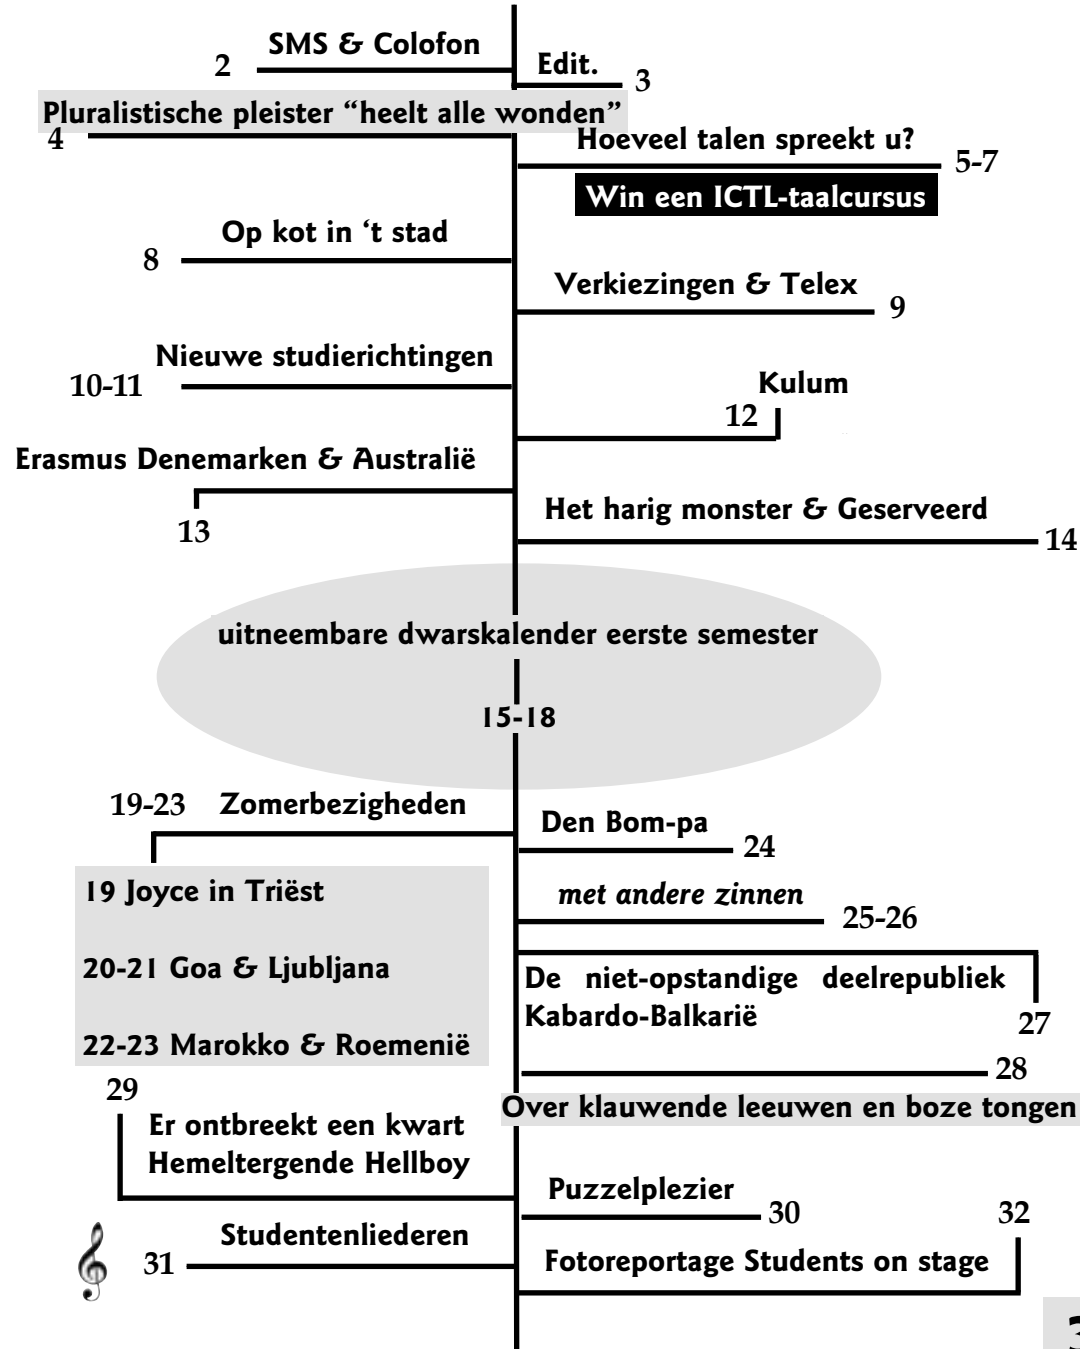 SMS & Colofon
2
Edit.
3
Pluralistische pleister “heelt alle wonden”
4
Hoeveel talen spreekt u?
5-7
Win een ICTL-taalcursus
Op kot in ‘t stad
8
Verkiezingen & Telex
9
Nieuwe studierichtingen
10-11
Kulum
12
Erasmus Denemarken & Australië
13
Het harig monster & Geserveerd
14
uitneembare dwarskalender eerste semester
15-18
19-23 Zomerbezigheden
19 Joyce in Triëst
20-21 Goa & Ljubljana
22-23 Marokko & Roemenië
Den Bom-pa
24
met andere zinnen
25-26
De niet-opstandige deelrepubliek
Kabardo-Balkarië
27
28
Over klauwende leeuwen en boze tongen
29
Er ontbreekt een kwart
Hemeltergende Hellboy
Puzzelplezier
30
Studentenliederen
31
32
Fotoreportage Students on stage
3